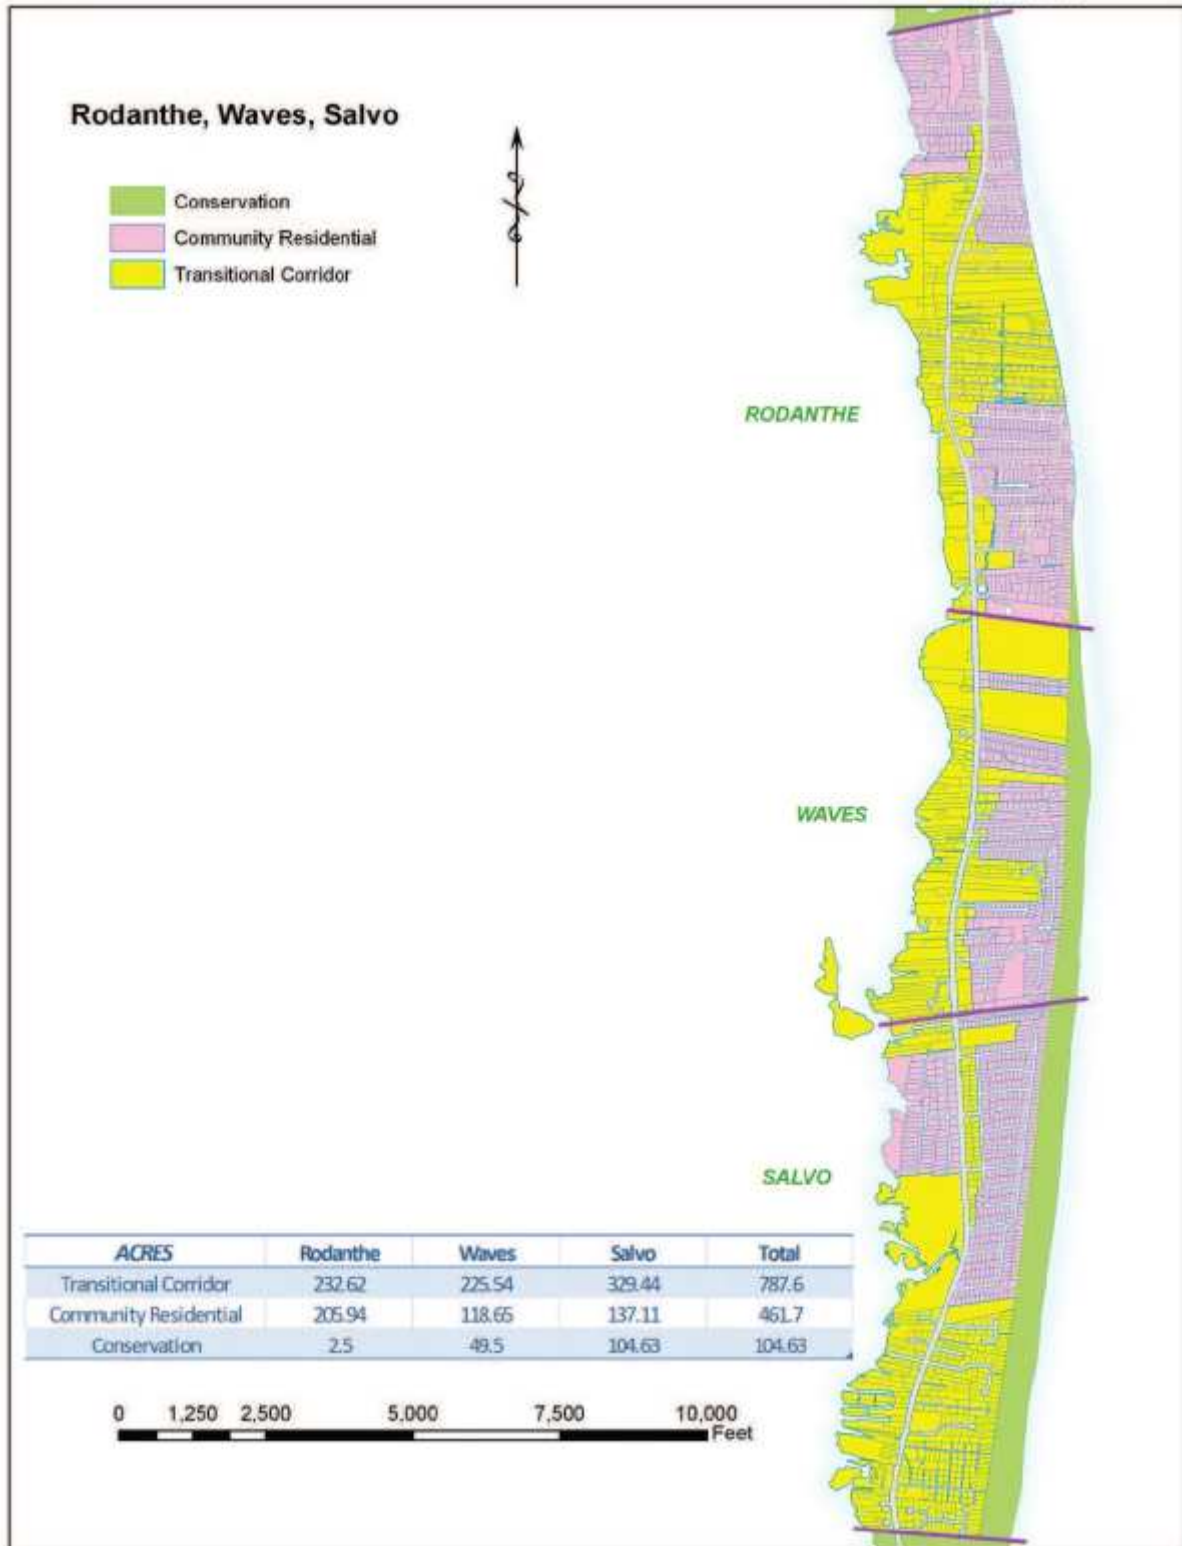 Rodanthe, Waves, Salvo
Conservation
Community Residential
Transitional Corridor
RODANTHE
WAVES
SALVO
ACRES Rodanthe Waves Salvo Total
Transitional Corridor 232.62 225.54 329.44 787.6
Community Residential 205.94 118.65 137.11 461.7
Conservation 2.5 49.5 104.63 104.63
0 1,250 2,500 5,000 7,500 10,000
Feet